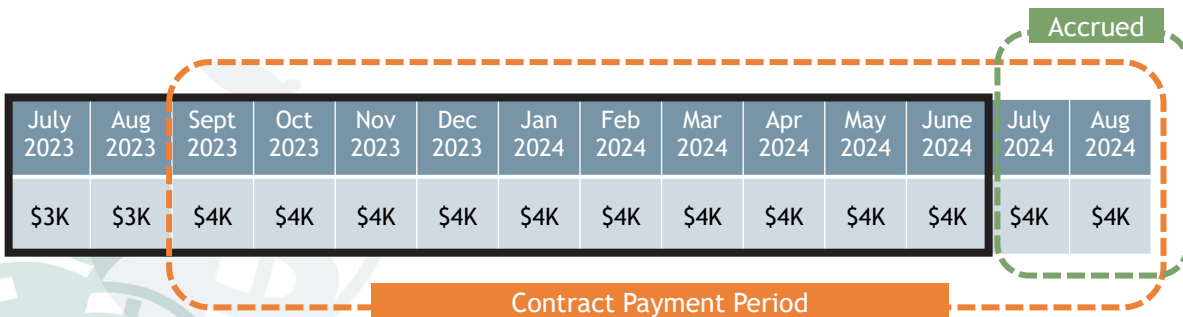 Accrued
July Aug Sept Oct Nov Dec Jan Feb Mar Apr May June July Aug
2023 2023 2023 2023 2023 2023 2024 2024 2024 2024 2024 2024 2024 2024
$3K $3K $4K $4K $4K $4K $4K $4K $4K $4K $4K $4K $4K $4K
Contract Payment Period